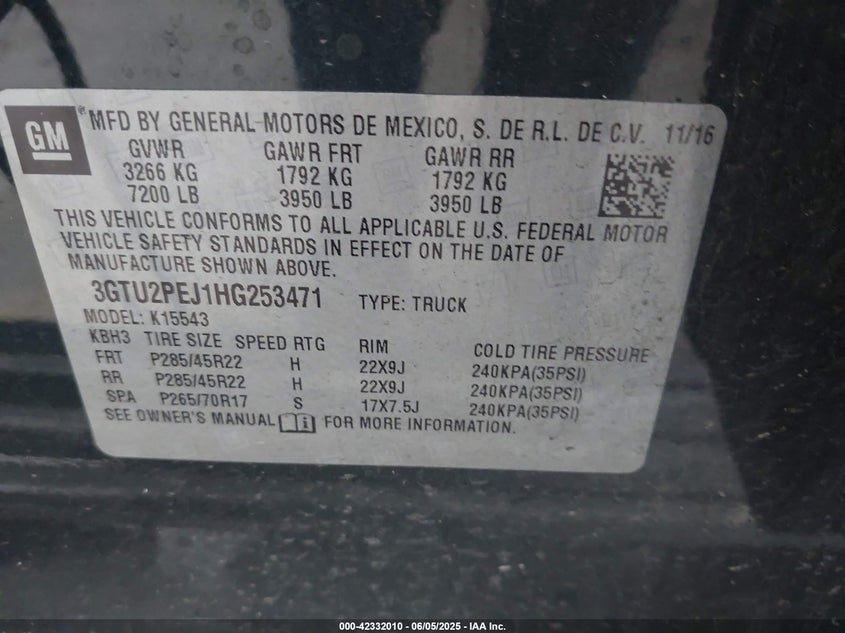 GM ® MFD BY GENERAL MOTORS DE MEXICO, S. DE R.L. DE C.V. 11/16
GVWR GAWR FRT GAWR RR
3266 KG 1792 KG 1792 KG
7200 LB 3950 LB 3950 LB
THIS VEHICLE CONFORMS TO ALL APPLICABLE U.S. FEDERAL MOTOR
VEHICLE SAFETY STANDARDS IN EFFECT ON THE DATE OF
MANUFACTURE SHOWN ABOVE.
3GTU2PEJ1HG253471 TYPE: TRUCK
MODEL: K15543
KBH3 TIRE SIZE SPEED RTG RIM COLD TIRE PRESSURE
FRT P285/45R22 H 22X9J 240KPA(35PSI)
RR P285/45R22 H 22X9J 240KPA(35PSI)
SPA P265/70R17 S 17X7.5J 240KPA(35PSI)
SEE OWNER'S MANUAL FOR MORE INFORMATION.
000-42332010 - 06/05/2025 - IAA Inc.